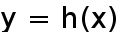 y = h(x)